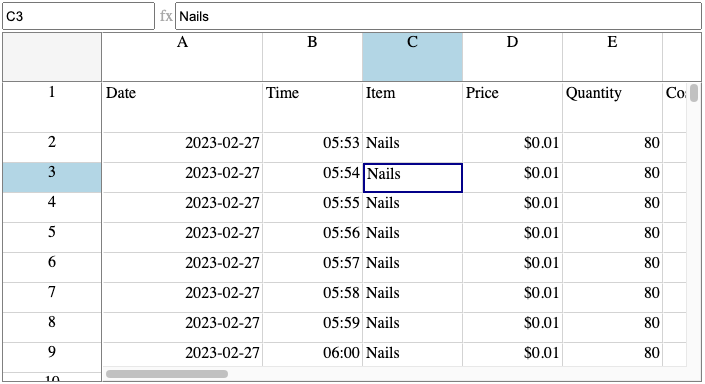 C3 fx Nails
A B C D E
1 Date Time Item Price Quantity
2 2023-02-27 05:53 Nails $0.01 80
3 2023-02-27 05:54 Nails $0.01 80
4 2023-02-27 05:55 Nails $0.01 80
5 2023-02-27 05:56 Nails $0.01 80
6 2023-02-27 05:57 Nails $0.01 80
7 2023-02-27 05:58 Nails $0.01 80
8 2023-02-27 05:59 Nails $0.01 80
9 2023-02-27 06:00 Nails $0.01 80
10